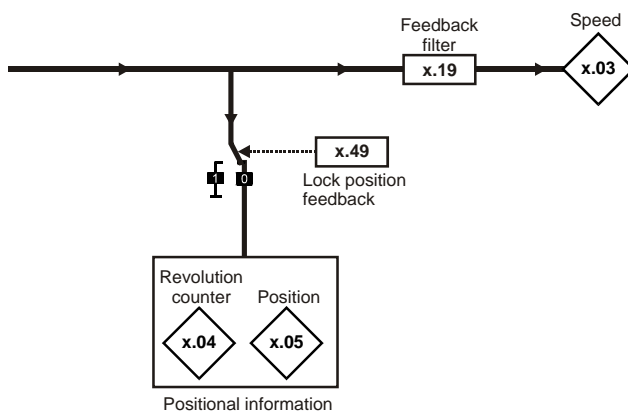 Feedback
filter
Speed
x.19
x.03
x.49
1 0
Lock position
feedback
Revolution
counter
Position
x.04
x.05
Positional information